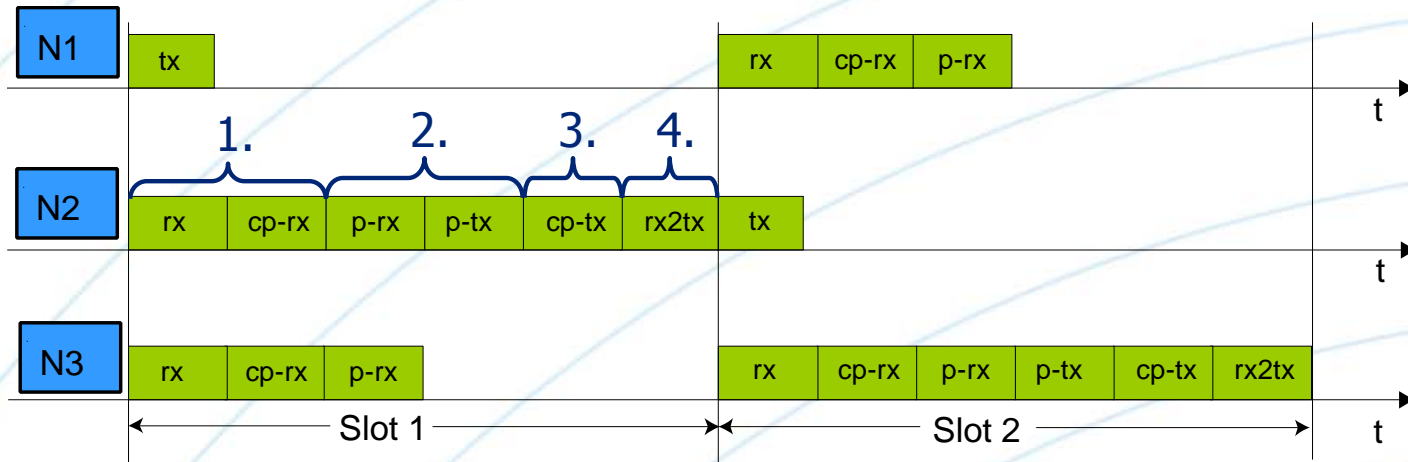 N1
tx
rx cp-rx p-rx
t
1. 2. 3. 4.
N2
rx cp-rx p-rx p-tx cp-tx rx2tx tx
t
N3
rx cp-rx p-rx
rx cp-rx p-rx p-tx cp-tx rx2tx
Slot 1 Slot 2 t